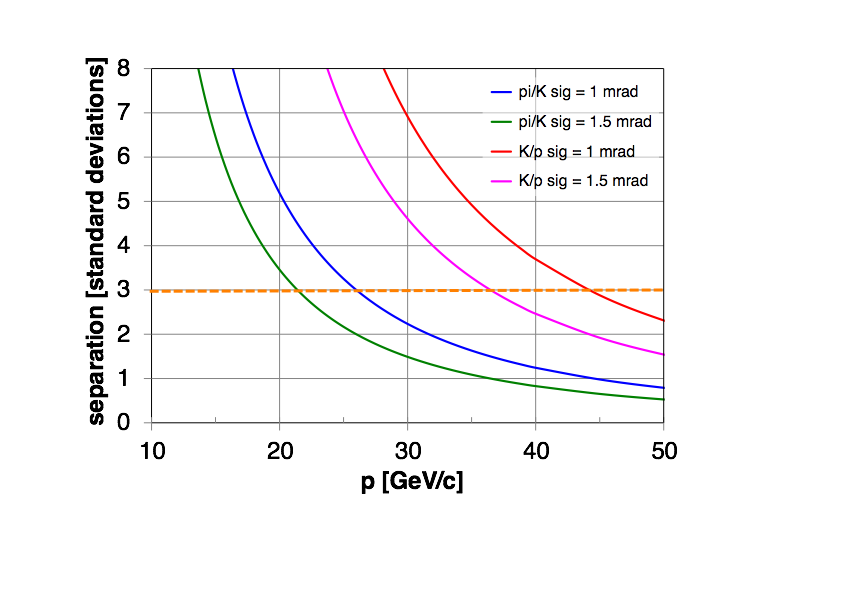 separation [standard deviations]
8
7
6
5
4
3
2
1
0
pi/K sig = 1 mrad
pi/K sig = 1.5 mrad
K/p sig = 1 mrad
K/p sig = 1.5 mrad
10 20 30 40 50
p [GeV/c]